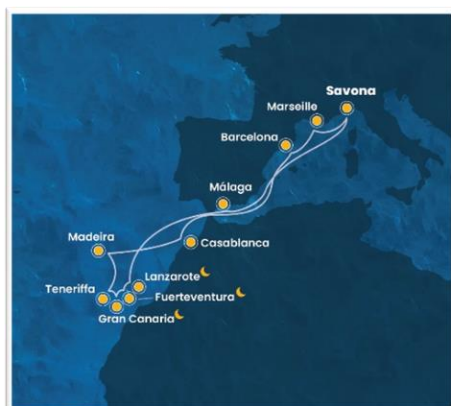 Savona
Marseille
Barcelona
Málaga
Madeira
Casablanca
Lanzarote
Teneriffa
Fuerteventura
Gran Canaria